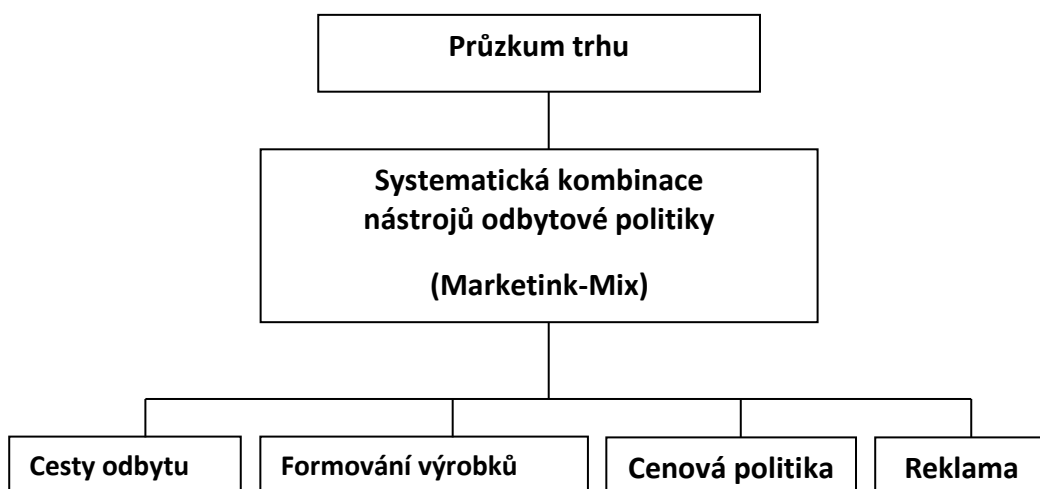 Průzkum trhu
Systematická kombinace
nástrojů odbytové politiky
(Marketink-Mix)
Cesty odbytu
Formování výrobků
Cenová politika
Reklama